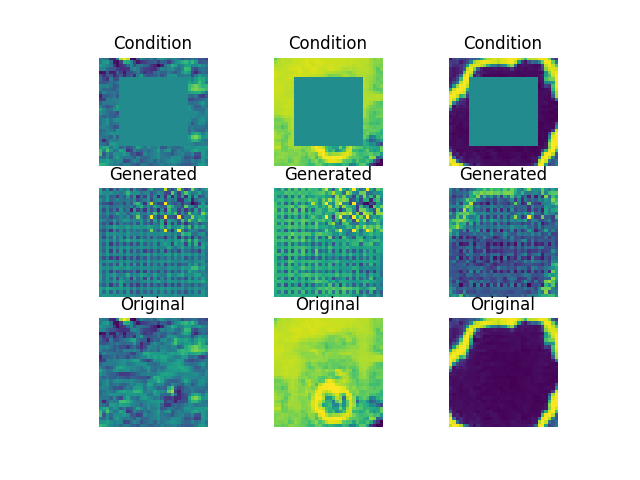 Condition Condition Condition
Generated Generated Generated
Original Original Original